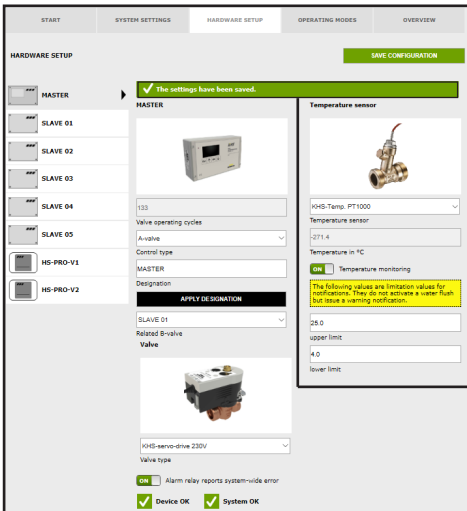 START
SYSTEM SETTINGS
HARDWARE SETUP
OPERATING MODES
OVERVIEW
HARDWARE SETUP
SAVE CONFIGURATION
MASTER
SLAVE 01
SLAVE 02
SLAVE 03
SLAVE 04
SLAVE 05
HS-PRO-V1
HS-PRO-V2
The settings have been saved.
MASTER
133
Valve operating cycles
A-valve
Control type
MASTER
Designation
APPLY DESIGNATION
SLAVE 01
Related B-valve
Valve
KHS-servo-drive 230V
Valve type
ON Alarm relay reports system-wide error
Device OK
System OK
Temperature sensor
KHS-Temp. PT1000
Temperature sensor
-271.4
Temperature in °C
ON Temperature monitoring
The following values are limitation values for
notifications. They do not activate a water flush
but issue a warning notification.
25.0
upper limit
4.0
lower limit